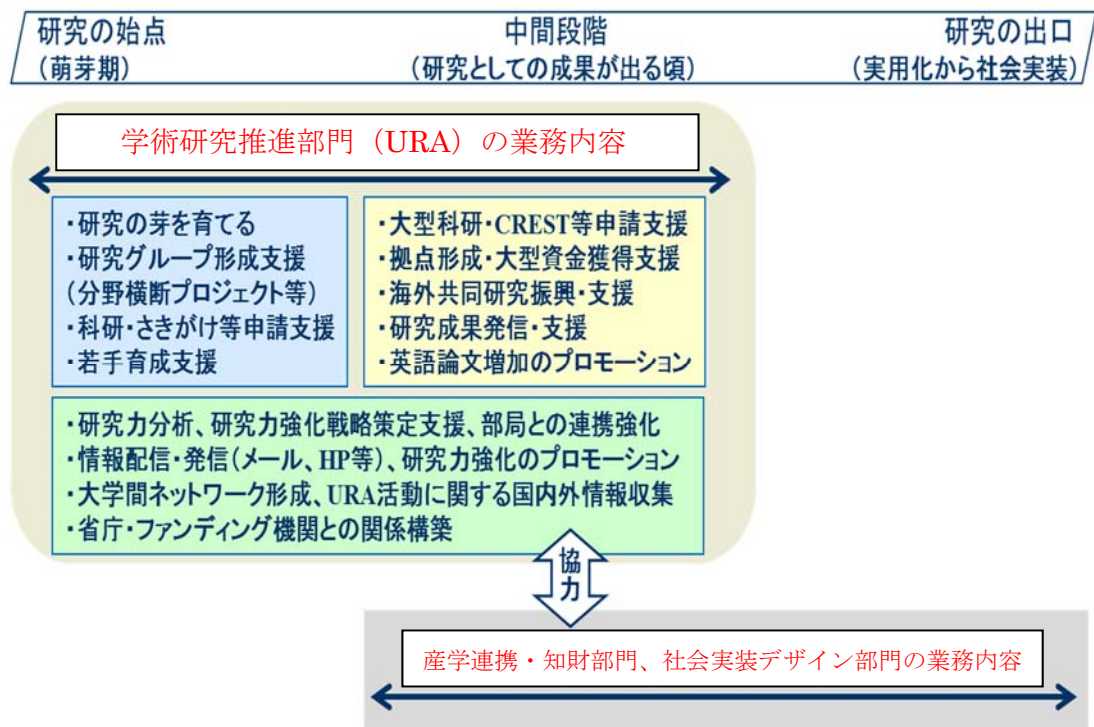 研究の始点
(萌芽期)
中間段階
(研究としての成果が出る頃)
研究の出口
(実用化から社会実装)
学術研究推進部門（URA）の業務内容
・研究の芽を育てる
・研究グループ形成支援
(分野横断プロジェクト等)
・科研・さきがけ等申請支援
・若手育成支援
・大型科研・CREST等申請支援
・拠点形成・大型資金獲得支援
・海外共同研究振興・支援
・研究成果発信・支援
・英語論文増加のプロモーション
・研究力分析、研究力強化戦略策定支援、部局との連携強化
・情報配信・発信(メール、HP等)、研究力強化のプロモーション
・大学間ネットワーク形成、URA活動に関する国内外情報収集
・省庁・ファンディング機関との関係構築
協
力
産学連携・知財部門、社会実装デザイン部門の業務内容